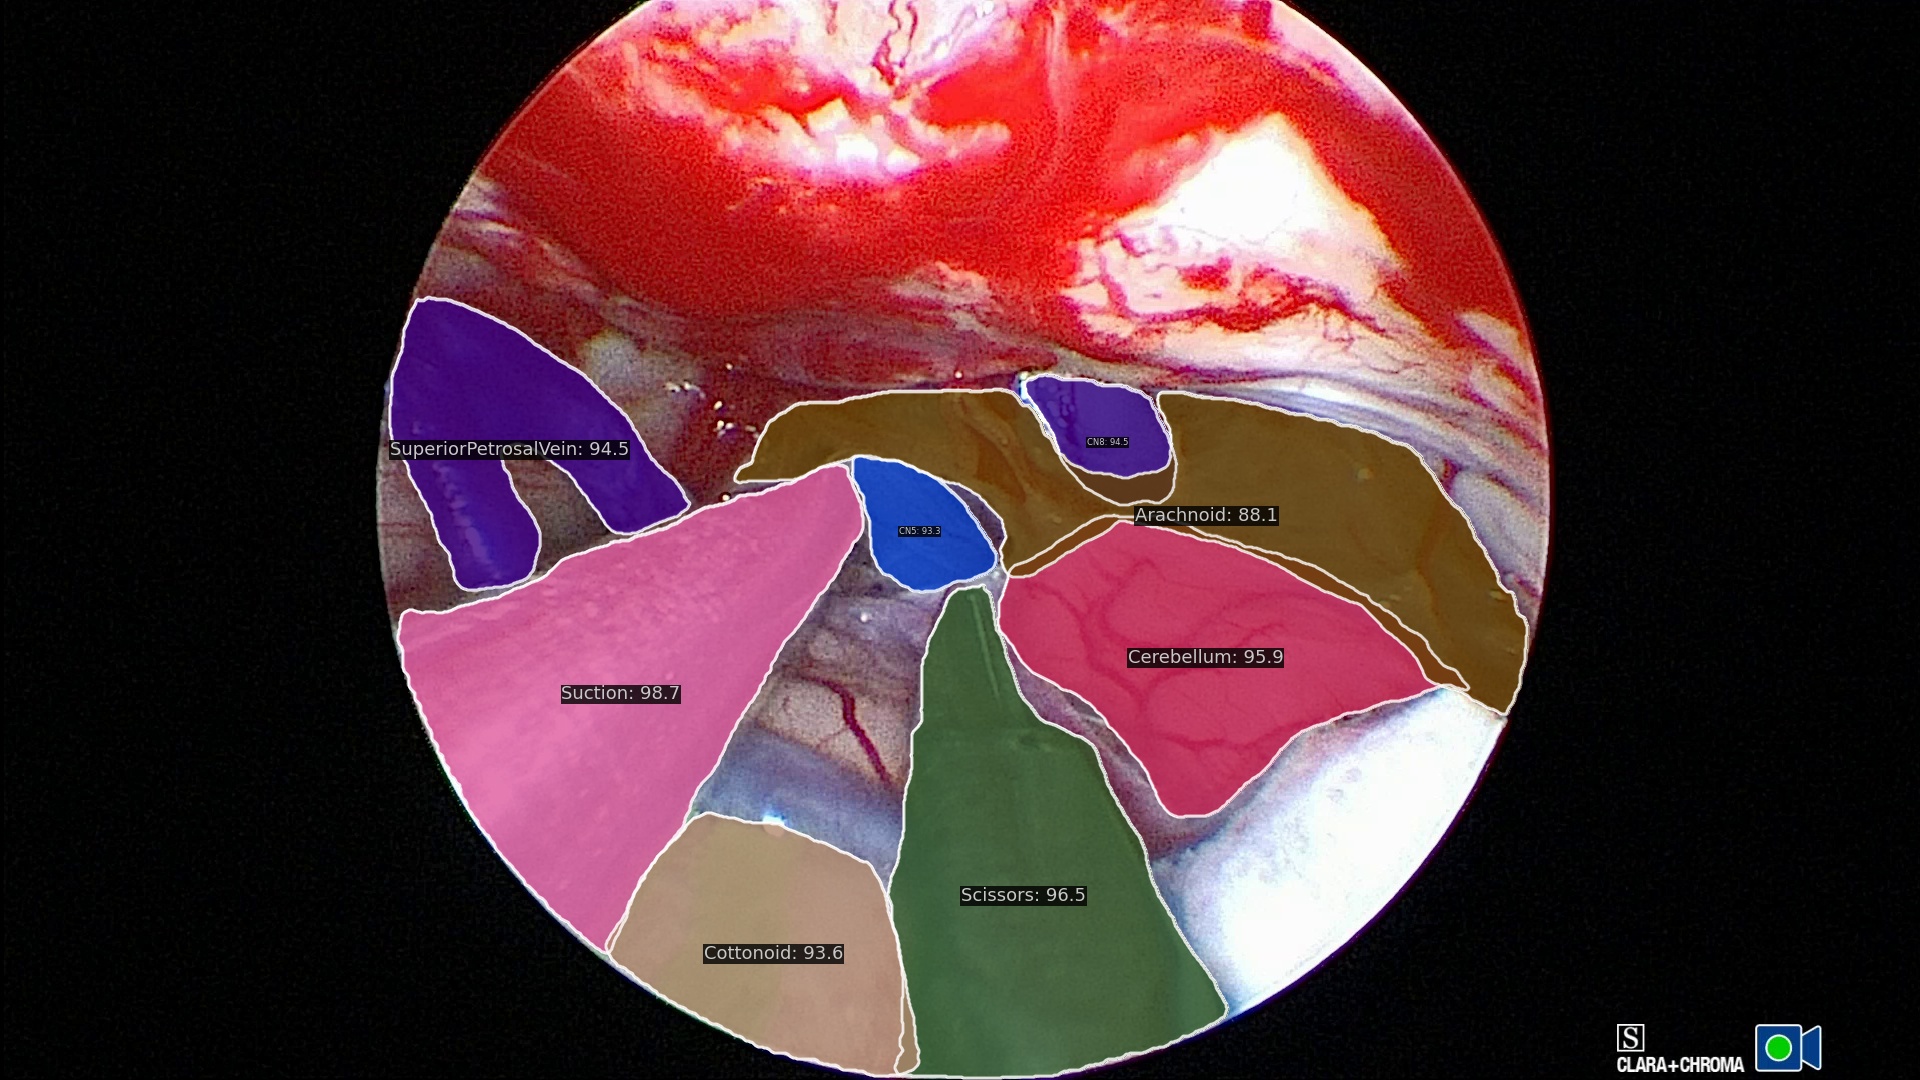 SuperiorPetrosalVein: 94.5
CN8: 94.5
Arachnoid: 88.1
CN5: 93.3
Cerebellum: 95.9
Suction: 98.7
Scissors: 96.5
Cottonoid: 93.6
S
CLARA+CHROMA